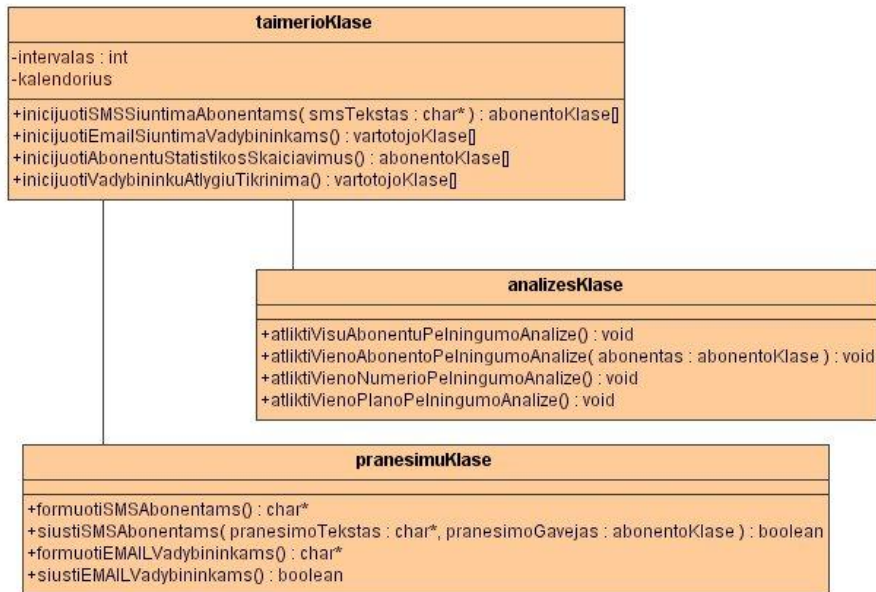 taimerioKlase
-intervalas : int
-kalendorius
+inicijuotiSMSSiuntimaAbonentams( smsTekstas : char* ) : abonentoKlase[]
+inicijuotiEmailSiuntimaVadybininkams() : vartotojoKlase[]
+inicijuotiAbonentuStatistikosSkaiciavimus() : abonentoKlase[]
+inicijuotiVadybininkuAtlygiuTikrinima() : vartotojoKlase[]
analizesKlase
+atliktiVisuAbonentuPelningumoAnalize() : void
+atliktiVienoAbonentoPelningumoAnalize( abonentas : abonentoKlase ) : void
+atliktiVienoNumerioPelningumoAnalize() : void
+atliktiVienoPlanoPelningumoAnalize() : void
pranesimuKlase
+formuotiSMSAbonentams() : char*
+siustiSMSAbonentams( pranesimoTekstas : char*, pranesimoGavejas : abonentoKlase ) : boolean
+formuotiEMAILVadybininkams() : char*
+siustiEMAILVadybininkams() : boolean